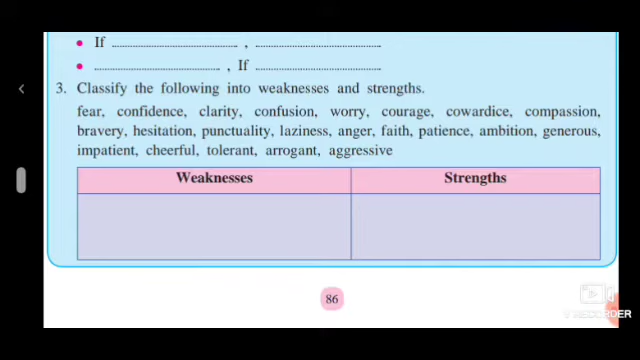 • If ................................................ , ................................................
• ................................................ , If ................................................
3. Classify the following into weaknesses and strengths.
fear, confidence, clarity, confusion, worry, courage, cowardice, compassion,
bravery, hesitation, punctuality, laziness, anger, faith, patience, ambition, generous,
impatient, cheerful, tolerant, arrogant, aggressive
Weaknesses Strengths
86